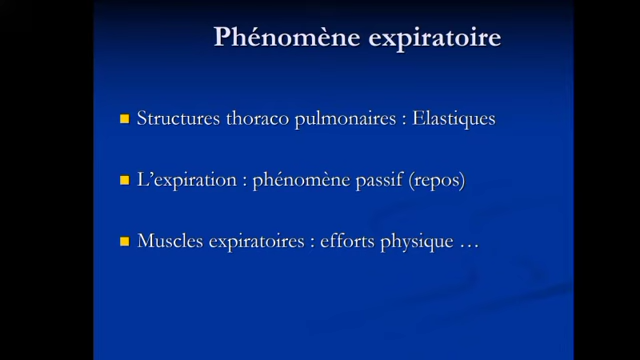 Phénomène expiratoire
Structures thoraco pulmonaires : Elastiques
L'expiration : phénomène passif (repos)
Muscles expiratoires : efforts physique …